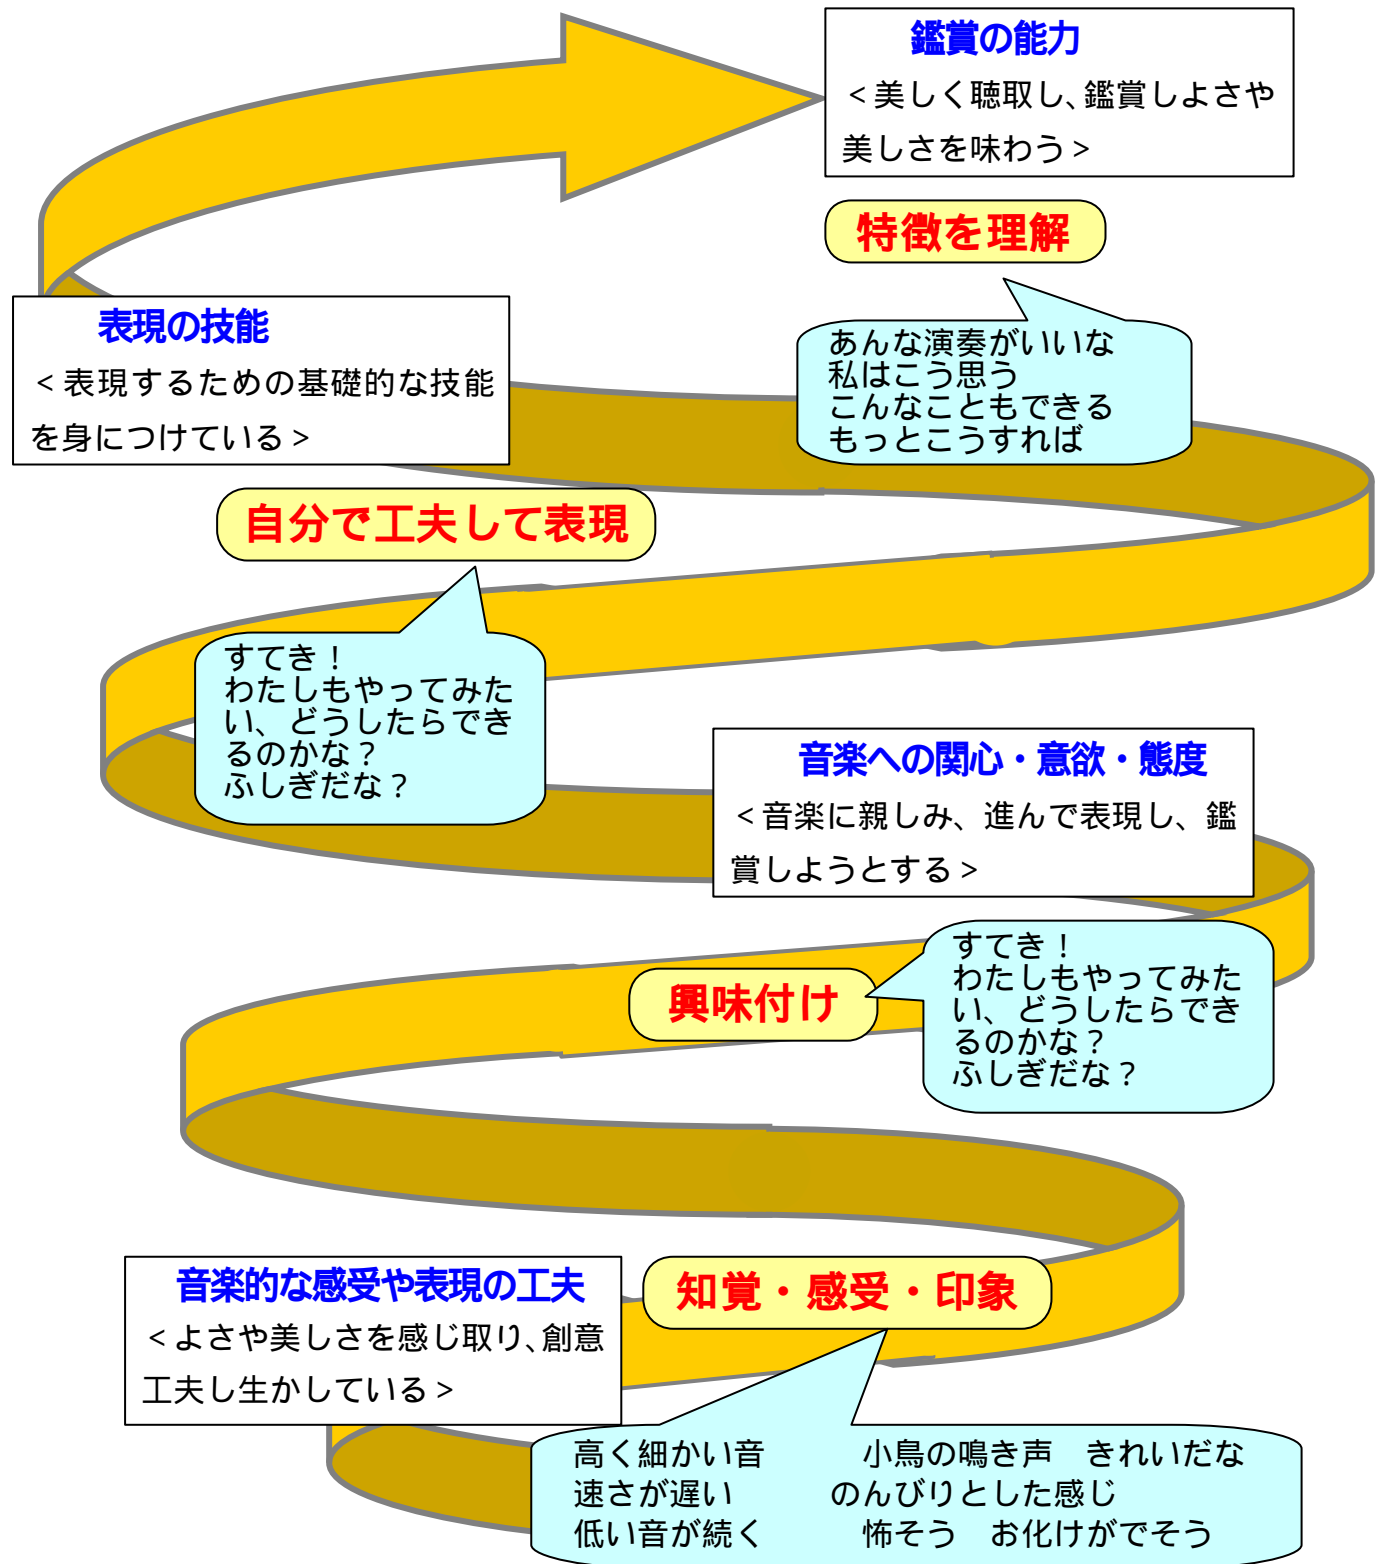 鑑賞の能力
＜美しく聴取し、鑑賞しよさや
美しさを味わう＞
特徴を理解
表現の技能
＜表現するための基礎的な技能
を身につけている＞
あんな演奏がいいな
私はこう思う
こんなこともできる
もっとこうすれば
自分で工夫して表現
すてき！
わたしもやってみた
い、どうしたらでき
るのかな？
ふしぎだな？
音楽への関心・意欲・態度
＜音楽に親しみ、進んで表現し、鑑
賞しようとする＞
興味付け
すてき！
わたしもやってみた
い、どうしたらでき
るのかな？
ふしぎだな？
音楽的な感受や表現の工夫
＜よさや美しさを感じ取り、創意
工夫し生かしている＞
知覚・感受・印象
高く細かい音　　　小鳥の鳴き声　きれいだな
速さが遅い　　　のんびりとした感じ
低い音が続く　　　怖そう　お化けがでそう